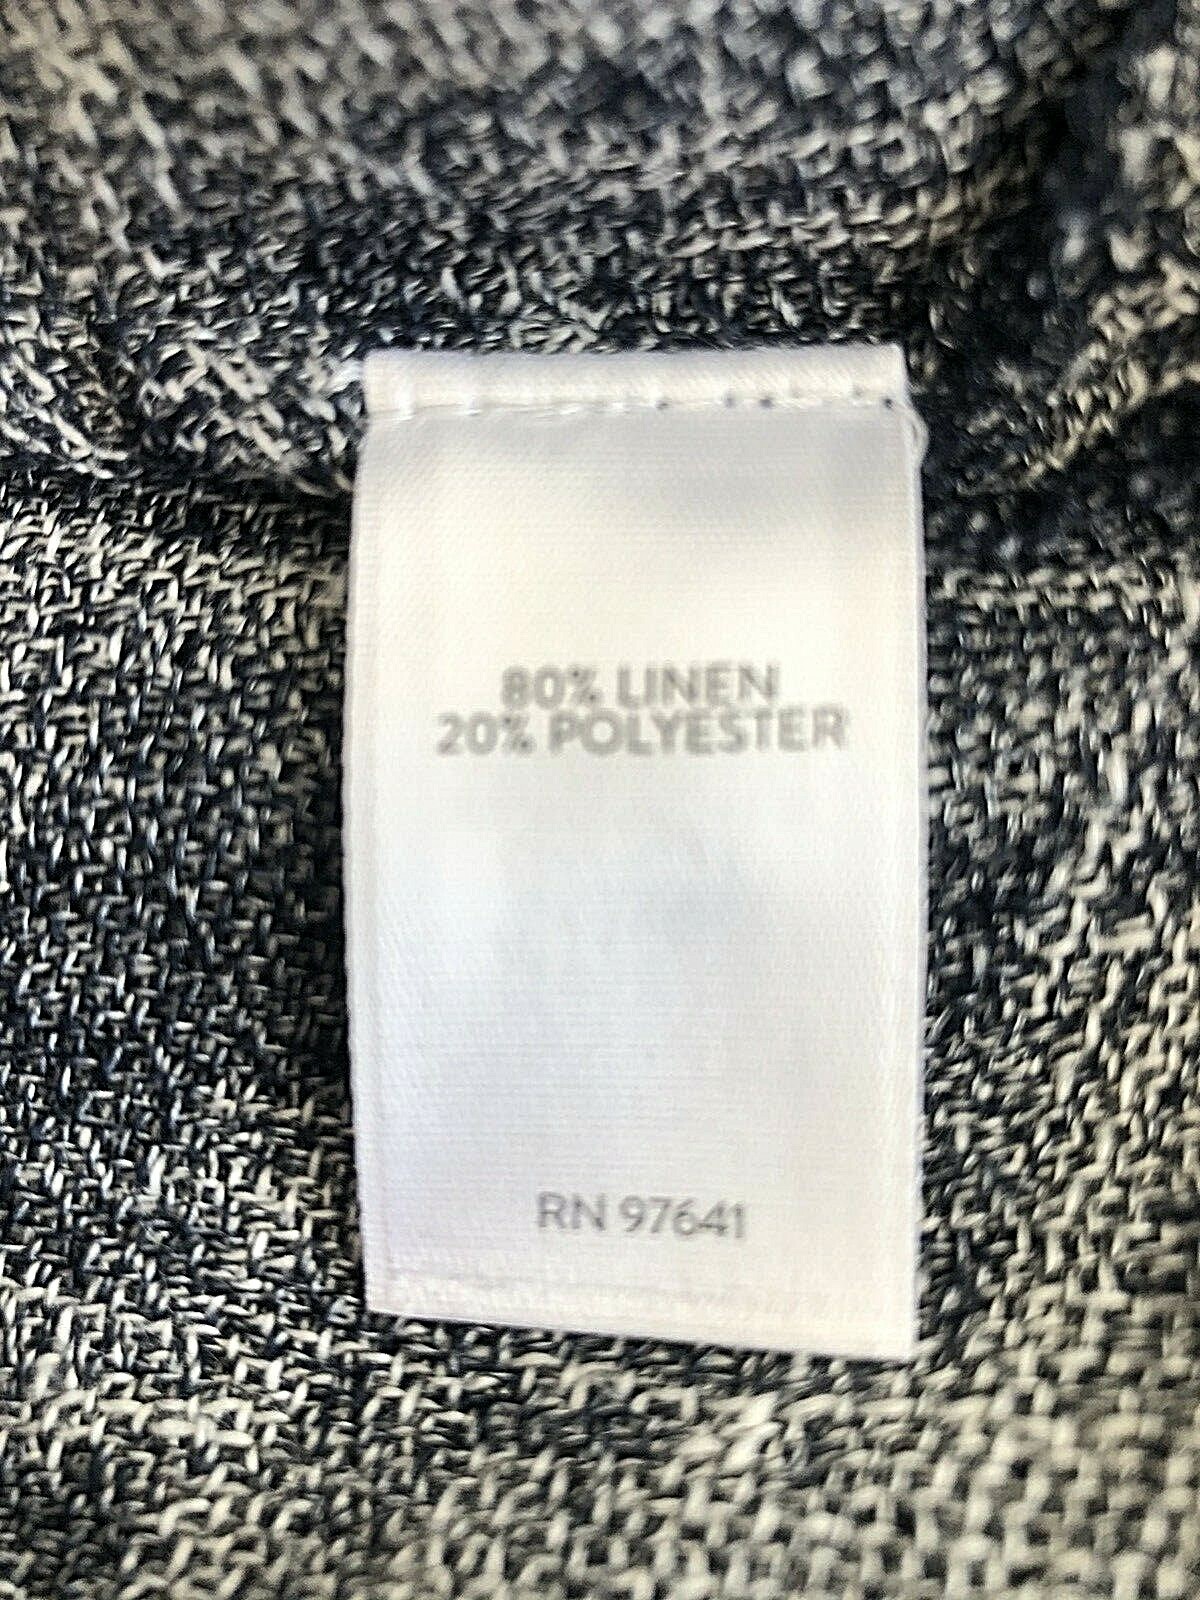 80% LINEN
20% POLYESTER
RN 97641